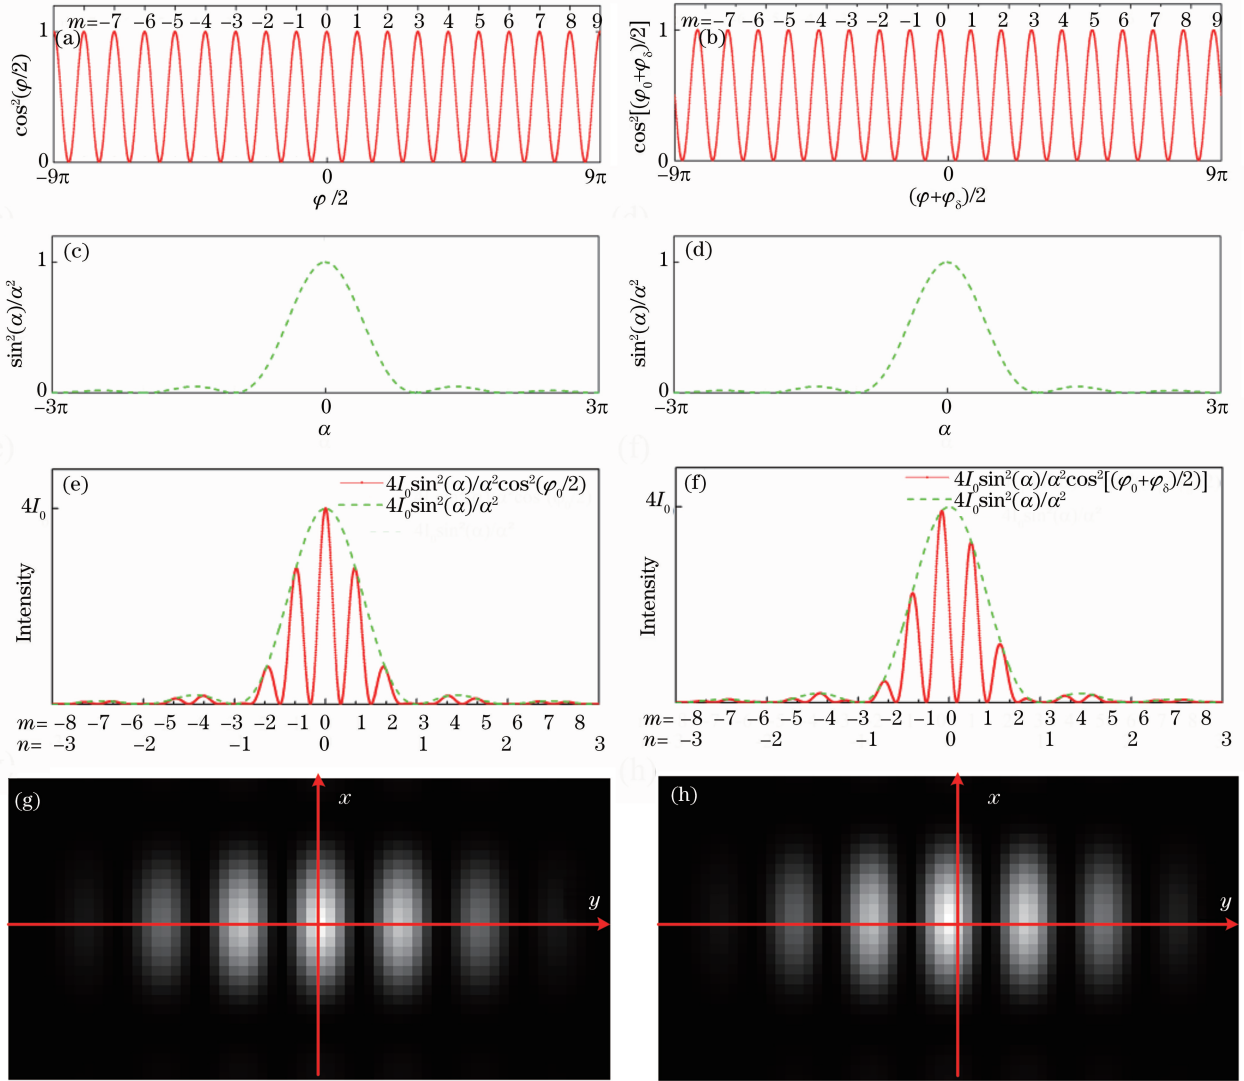 m=−7 −6 −5 −4 −3 −2 −1 0 1 2 3 4 5 6 7 8 9
(a)
1
0
cos²(φ/2)
−9π 0 9π
φ /2
m=−7 −6 −5 −4 −3 −2 −1 0 1 2 3 4 5 6 7 8 9
(b)
1
0
cos²[(φ₀+φ_δ)/2]
−9π 0 9π
(φ+φ_δ)/2
(c)
1
0
sin²(α)/α²
−3π 0 3π
α
(d)
1
0
sin²(α)/α²
−3π 0 3π
α
(e)
4I₀sin²(α)/α²cos²(φ₀/2)
4I₀sin²(α)/α²
4I₀
Intensity
m= −8 −7 −6 −5 −4 −3 −2 −1 0 1 2 3 4 5 6 7 8
n= −3 −2 −1 0 1 2 3
(f)
4I₀sin²(α)/α²cos²[(φ₀+φ_δ)/2)]
4I₀sin²(α)/α²
4I₀
Intensity
m= −8 −7 −6 −5 −4 −3 −2 −1 0 1 2 3 4 5 6 7 8
n= −3 −2 −1 0 1 2 3
(g)
x
y
(h)
x
y